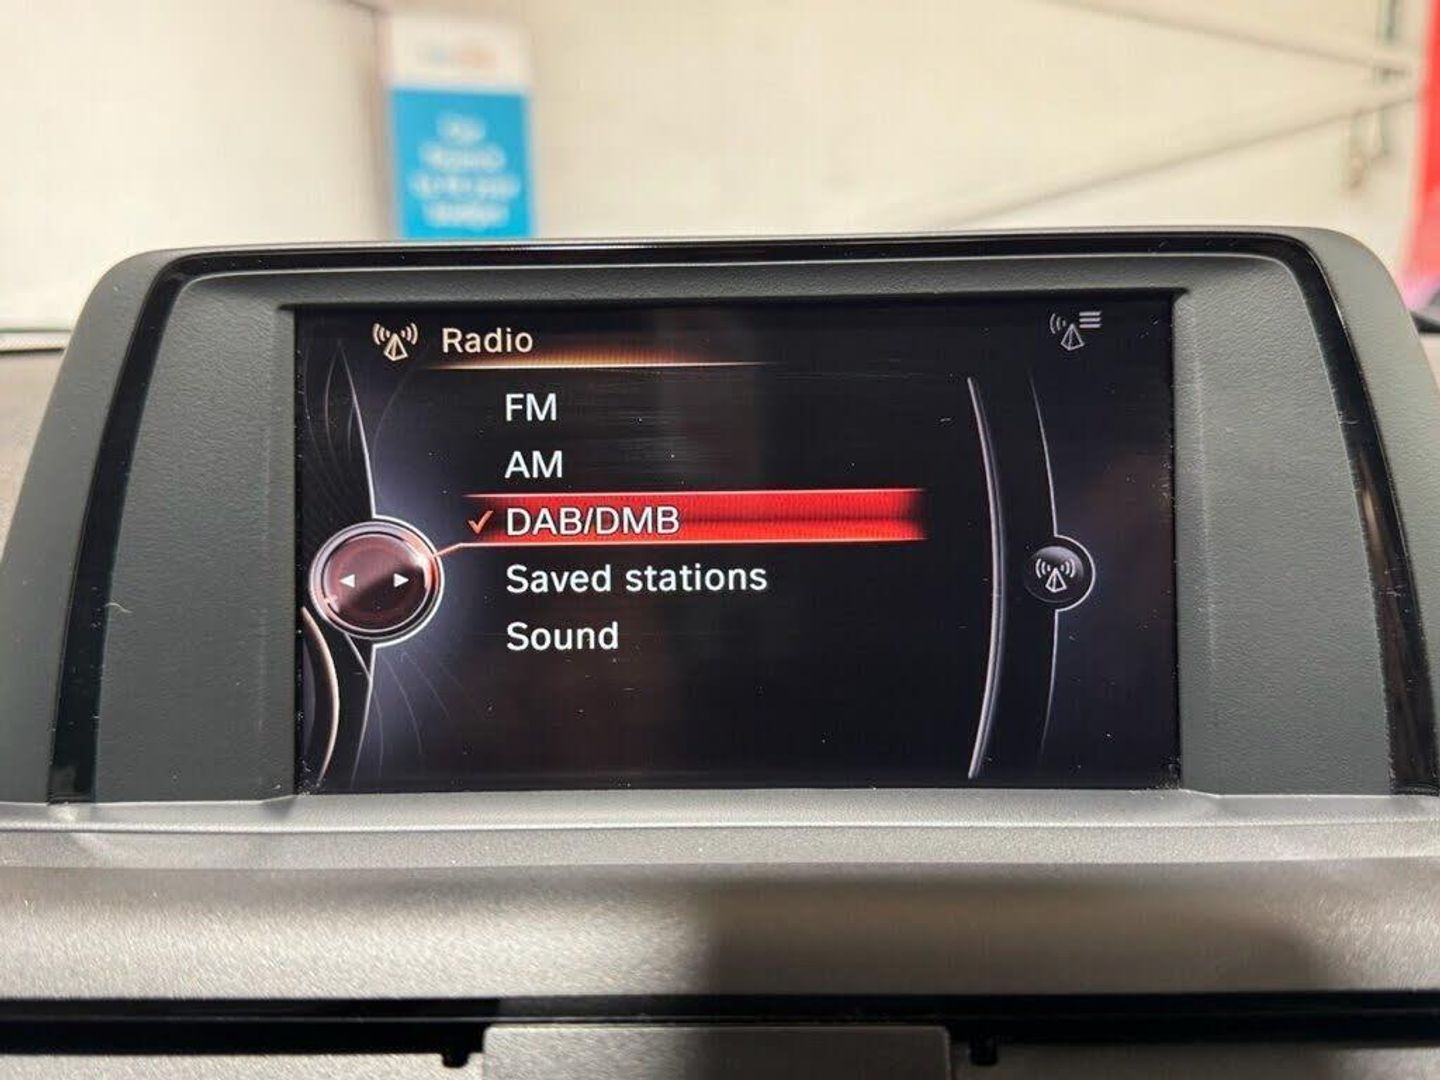 Radio
FM
AM
✓ DAB/DMB
Saved stations
Sound